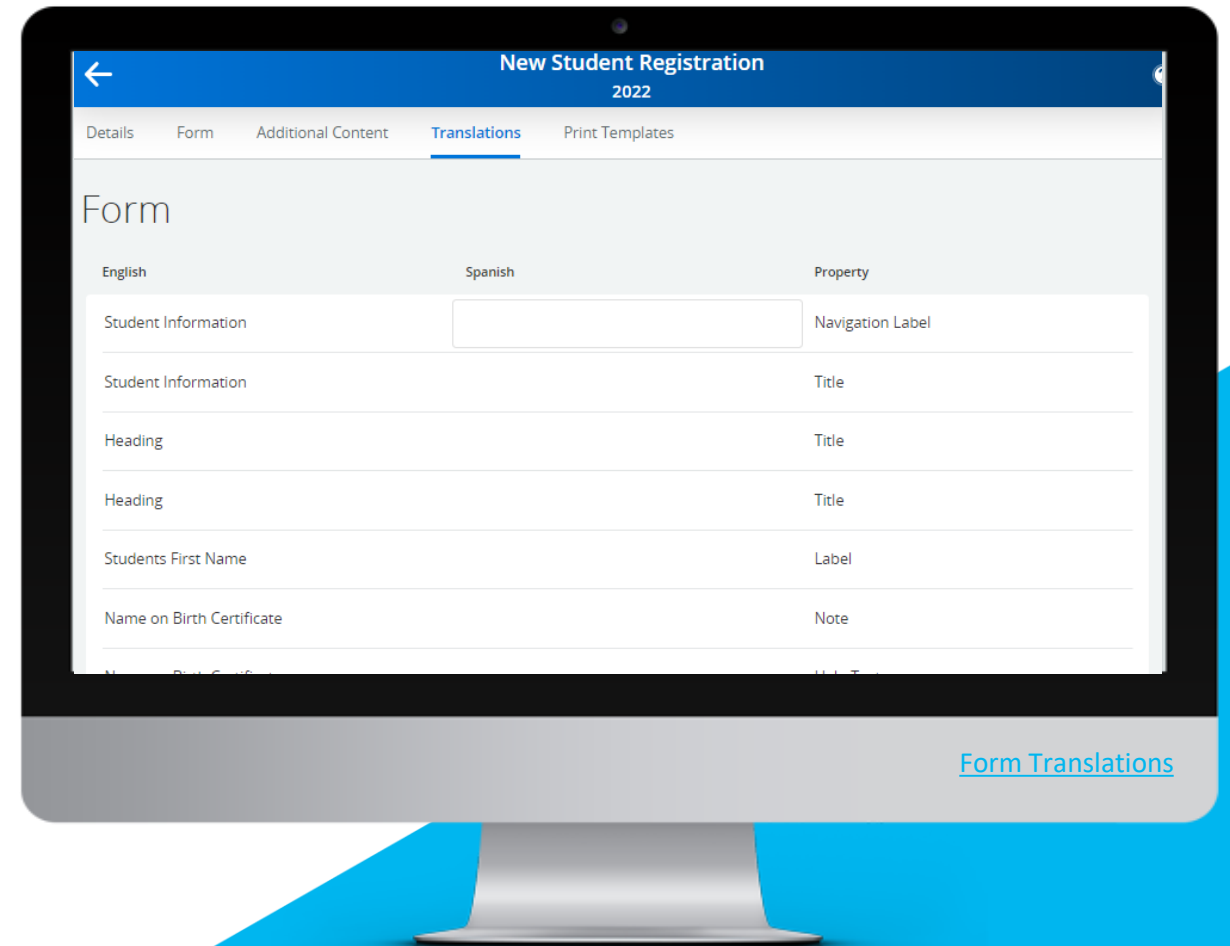 New Student Registration
2022
Details Form Additional Content Translations Print Templates
Form
English Spanish Property
Student Information Navigation Label
Student Information Title
Heading Title
Heading Title
Students First Name Label
Name on Birth Certificate Note
Form Translations